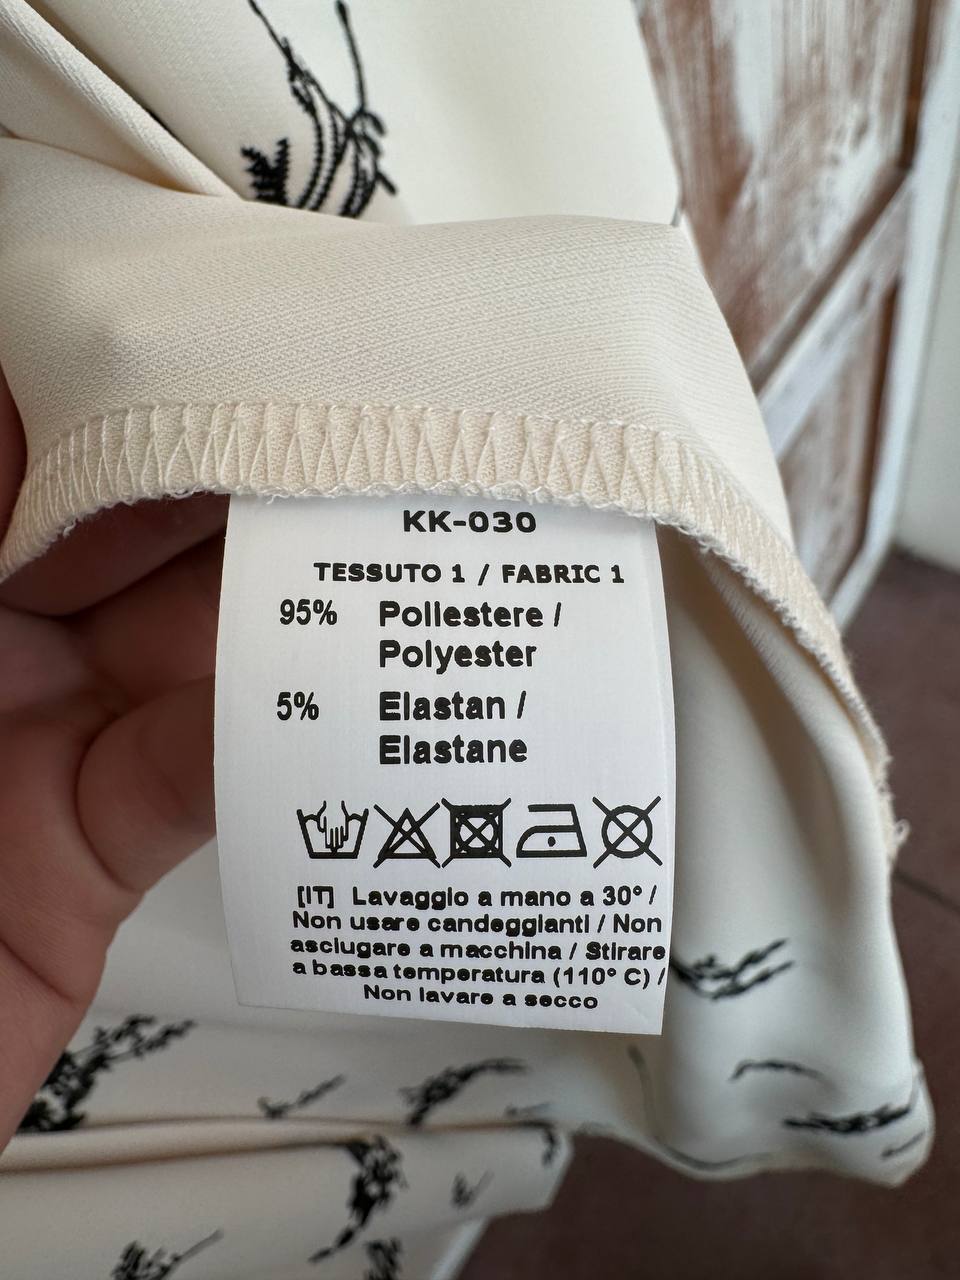 KK-030
TESSUTO 1 / FABRIC 1
95% Poliestere /
Polyester
5% Elastan /
Elastane
[IT] Lavaggio a mano a 30° /
Non usare candeggianti / Non
asciugare a macchina / Stirare
a bassa temperatura (110° C) /
Non lavare a secco